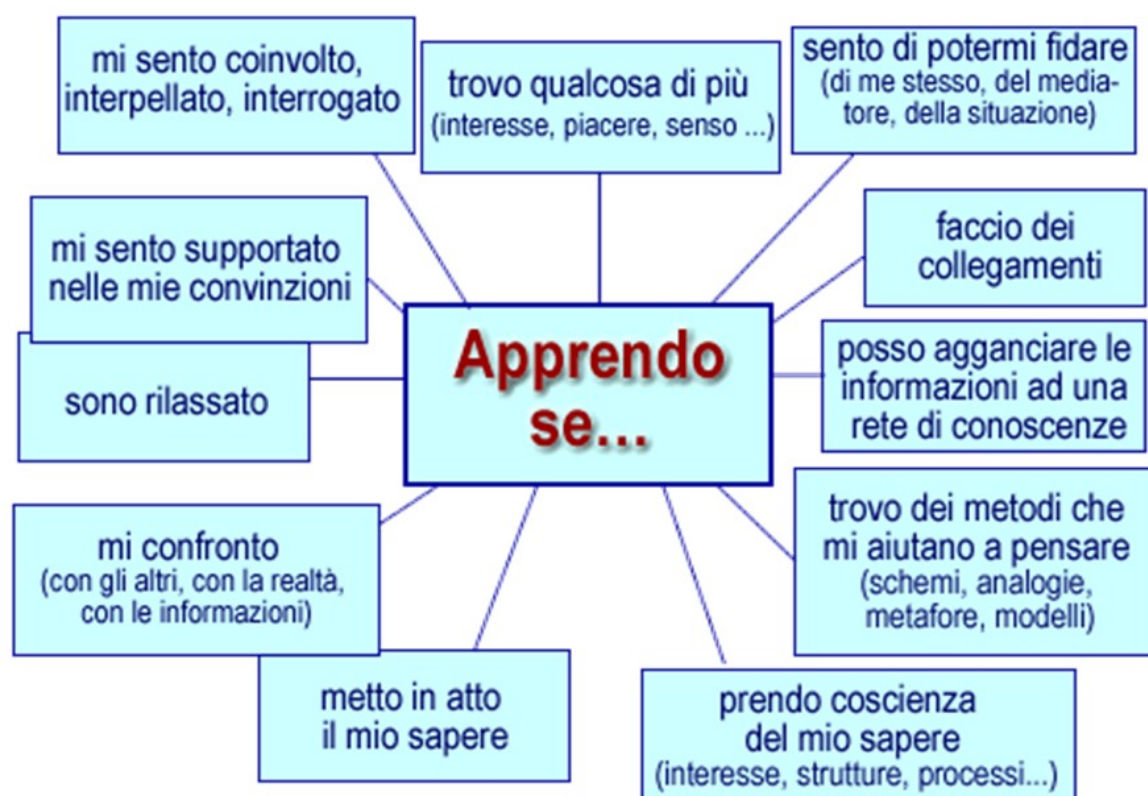 mi sento coinvolto,
interpellato, interrogato
trovo qualcosa di più
(interesse, piacere, senso ...)
sento di potermi fidare
(di me stesso, del media-
tore, della situazione)
mi sento supportato
nelle mie convinzioni
faccio dei
collegamenti
Apprendo
se...
sono rilassato
posso agganciare le
informazioni ad una
rete di conoscenze
mi confronto
(con gli altri, con la realtà,
con le informazioni)
trovo dei metodi che
mi aiutano a pensare
(schemi, analogie,
metafore, modelli)
metto in atto
il mio sapere
prendo coscienza
del mio sapere
(interesse, strutture, processi...)